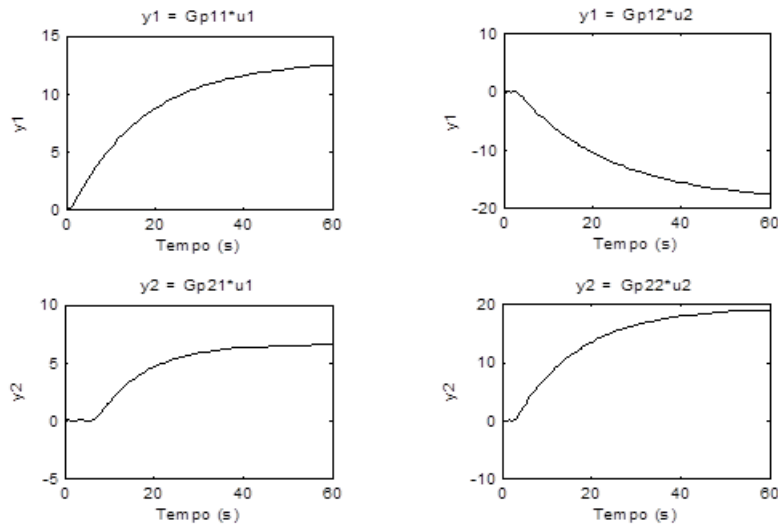 y1 = Gp11*u1
15
10
5
0
y1
0 20 40 60
Tempo (s)
y1 = Gp12*u2
10
0
-10
-20
y1
0 20 40 60
Tempo (s)
y2 = Gp21*u1
10
5
0
-5
y2
0 20 40 60
Tempo (s)
y2 = Gp22*u2
20
10
0
-10
y2
0 20 40 60
Tempo (s)